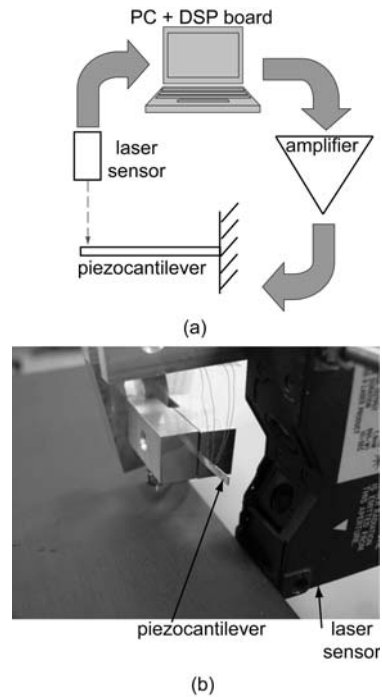 PC + DSP board
laser
sensor
amplifier
piezocantilever
(a)
piezocantilever
laser
sensor
(b)